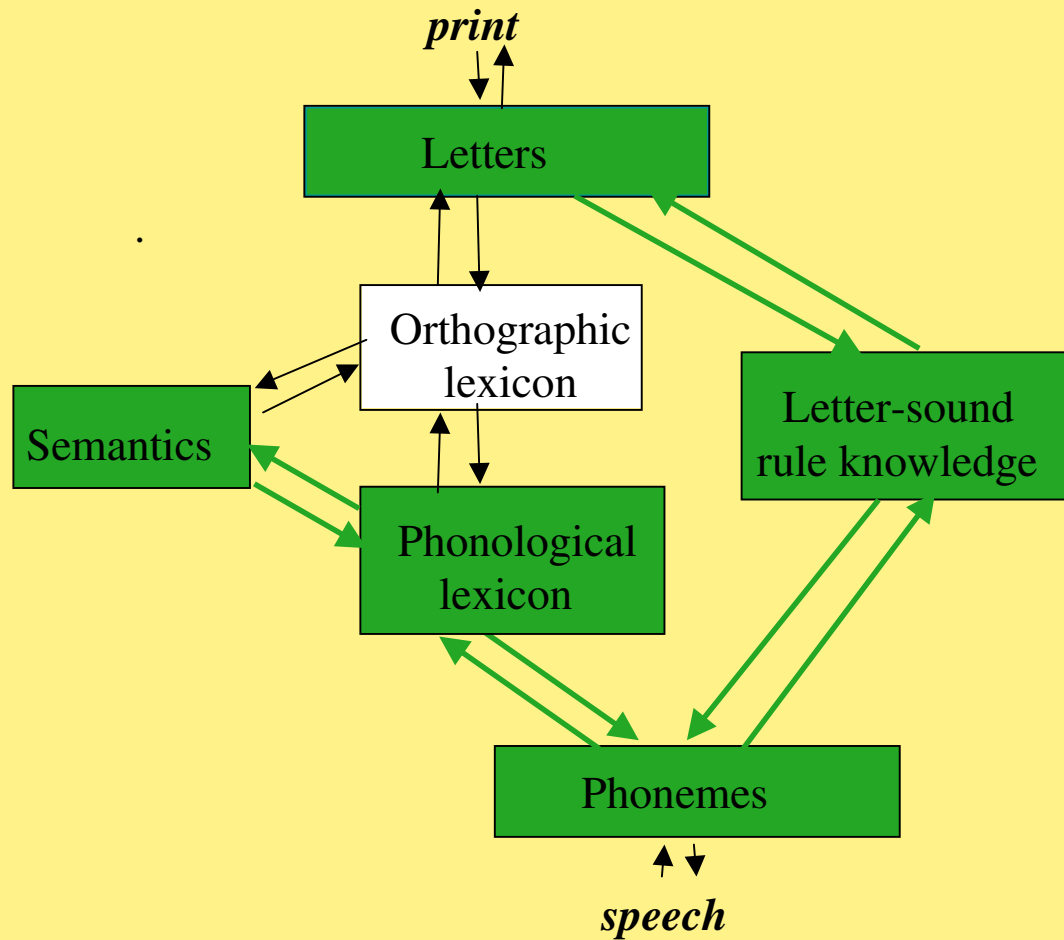 print
Letters
.
Orthographic
lexicon
Semantics
Letter-sound
rule knowledge
Phonological
lexicon
Phonemes
speech